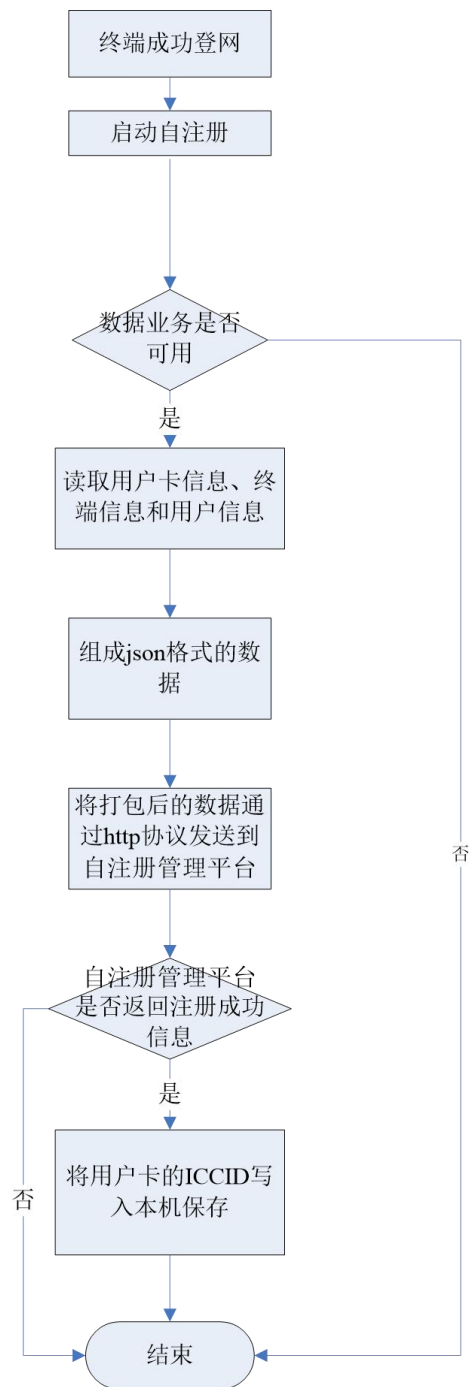 终端成功登网
启动自注册
数据业务是否
可用
是
读取用户卡信息、终
端信息和用户信息
组成json格式的数
据
将打包后的数据通
过http协议发送到
自注册管理平台
否
自注册管理平台
是否返回注册成功
信息
是
否
将用户卡的ICCID写
入本机保存
结束